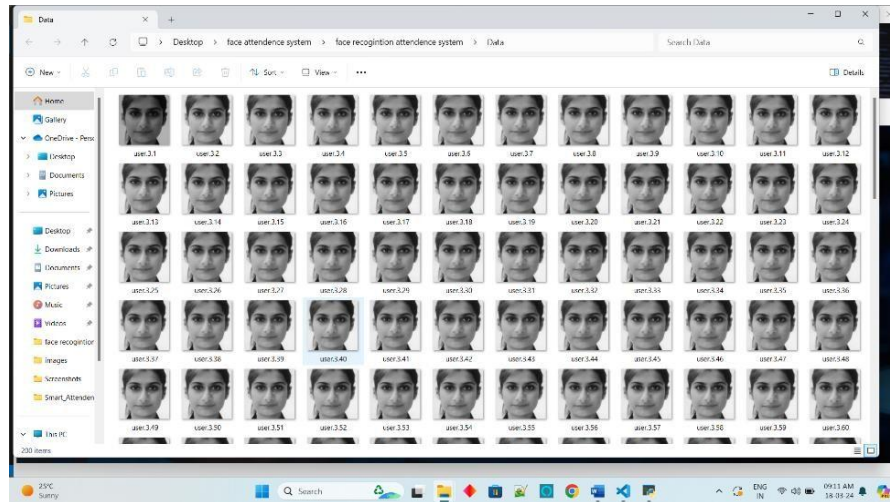 Data
Desktop > face attendence system > face recogintion attendence system > Data
Search Data
New
Sort
View
Details
Home
Gallery
OneDrive - Pers
Desktop
Documents
Pictures
Desktop
Downloads
Documents
Pictures
Music
Videos
face recogintion
Images
Screenshots
Smart_Attenden
This PC
user.3.1 user.3.2 user.3.3 user.3.4 user.3.5 user.3.6 user.3.7 user.3.8 user.3.9 user.3.10 user.3.11 user.3.12
user.3.13 user.3.14 user.3.15 user.3.16 user.3.17 user.3.18 user.3.19 user.3.20 user.3.21 user.3.22 user.3.23 user.3.24
user.3.25 user.3.26 user.3.27 user.3.28 user.3.29 user.3.30 user.3.31 user.3.32 user.3.33 user.3.34 user.3.35 user.3.36
user.3.37 user.3.38 user.3.39 user.3.40 user.3.41 user.3.42 user.3.43 user.3.44 user.3.45 user.3.46 user.3.47 user.3.48
user.3.49 user.3.50 user.3.51 user.3.52 user.3.53 user.3.54 user.3.55 user.3.56 user.3.57 user.3.58 user.3.59 user.3.60
200 items
25°C
Sunny
Search
ENG
IN
09:11 AM
18-03-24